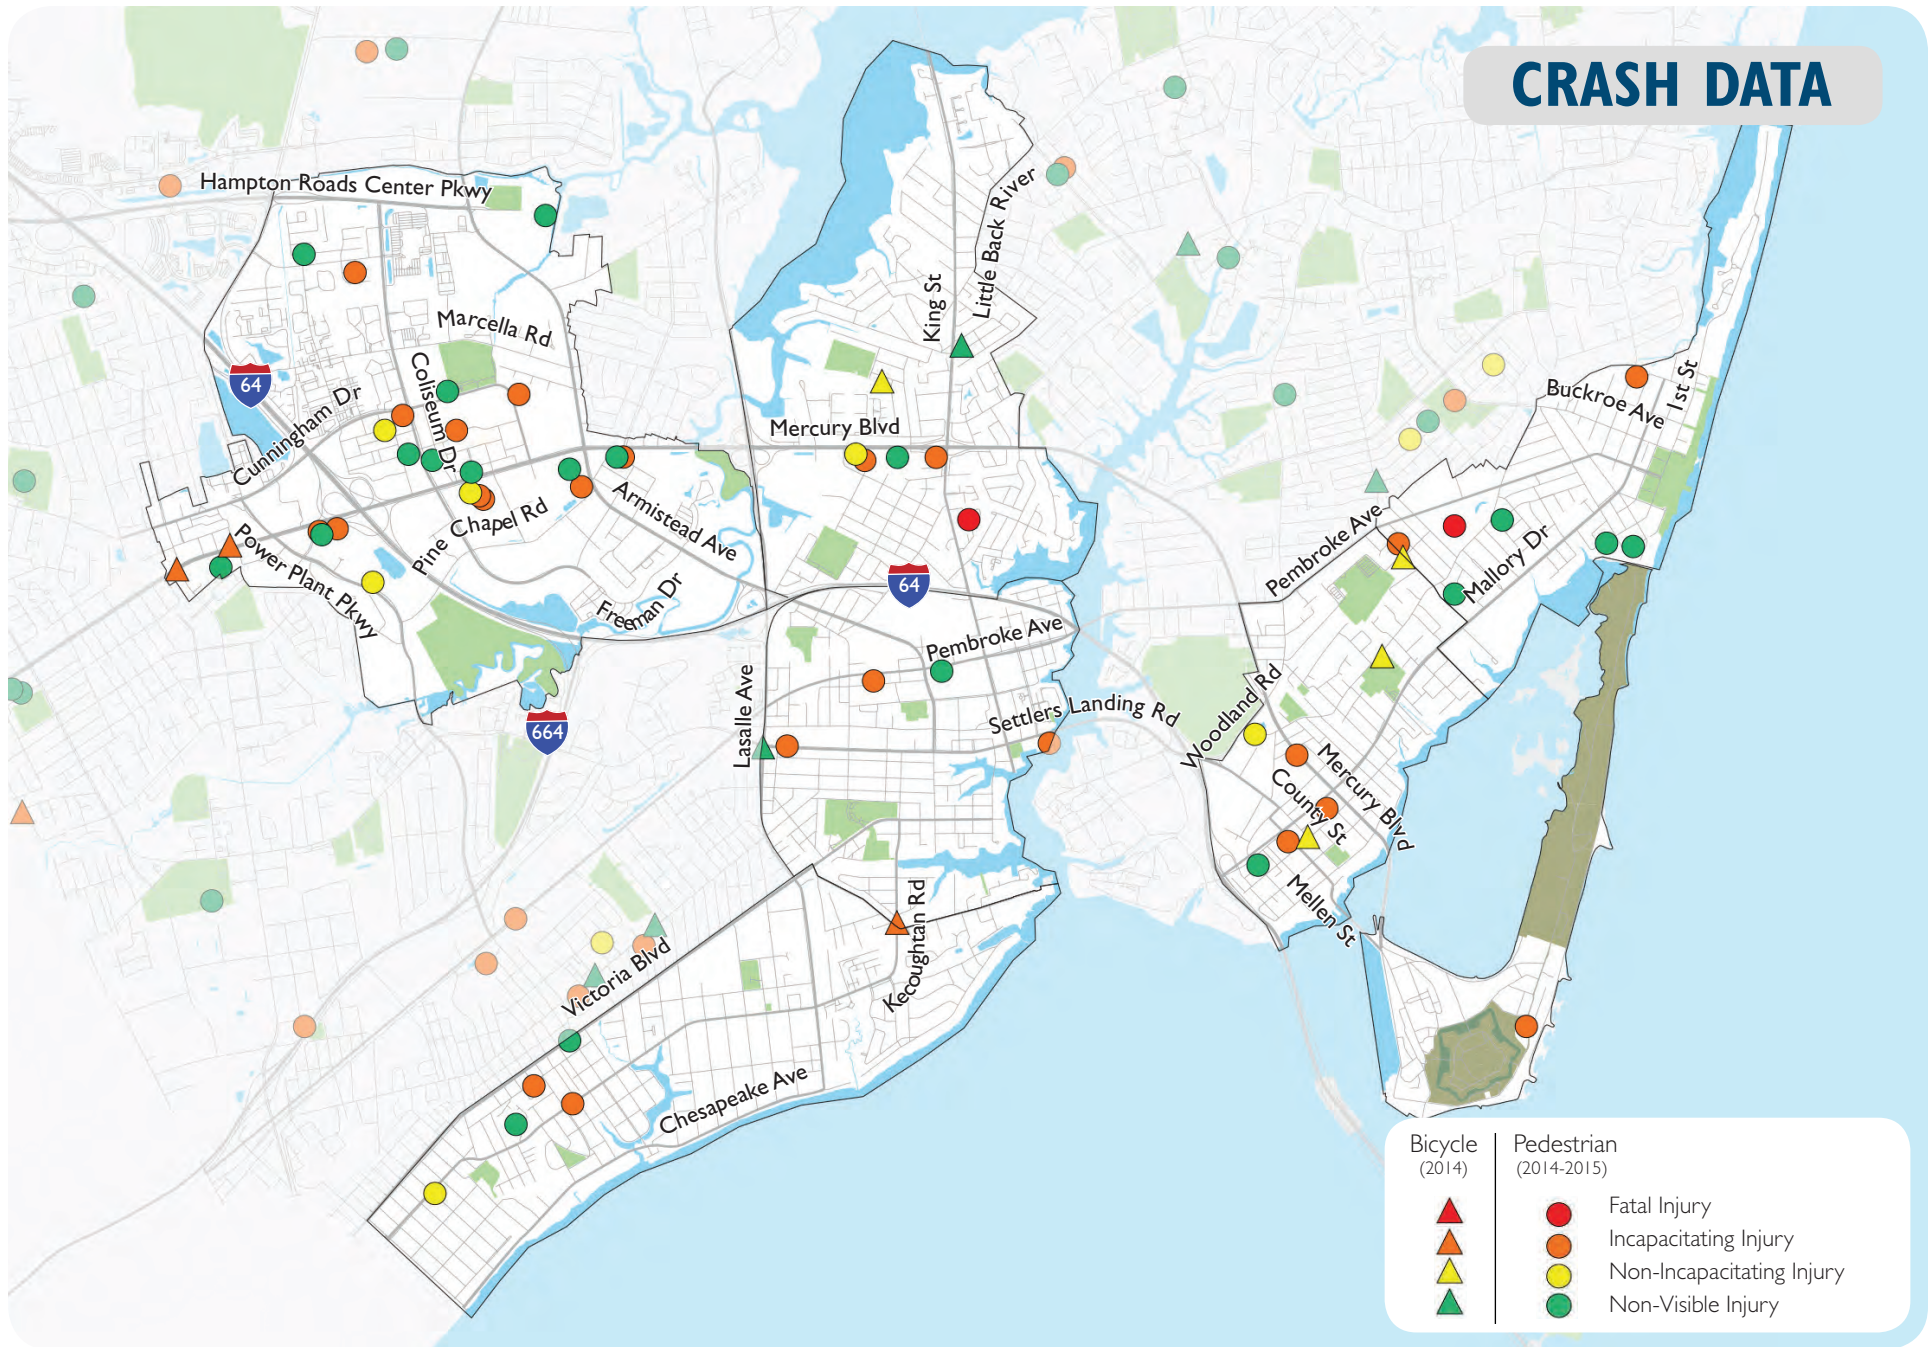 CRASH DATA
Hampton Roads Center Pkwy
Little Back River
King St
Marcella Rd
Coliseum Dr
64
Cunningham Dr
Mercury Blvd
Buckroe Ave
1st St
Armistead Ave
Pine Chapel Rd
Power Plant Pkwy
Pembroke Ave
Mallory Dr
64
Freeman Dr
Pembroke Ave
Lasalle Ave
Settlers Landing Rd
Woodland Rd
664
Mercury Blvd
County St
Mellen St
Kecoughtan Rd
Victoria Blvd
Chesapeake Ave
Bicycle
(2014)
Pedestrian
(2014-2015)
Fatal Injury
Incapacitating Injury
Non-Incapacitating Injury
Non-Visible Injury